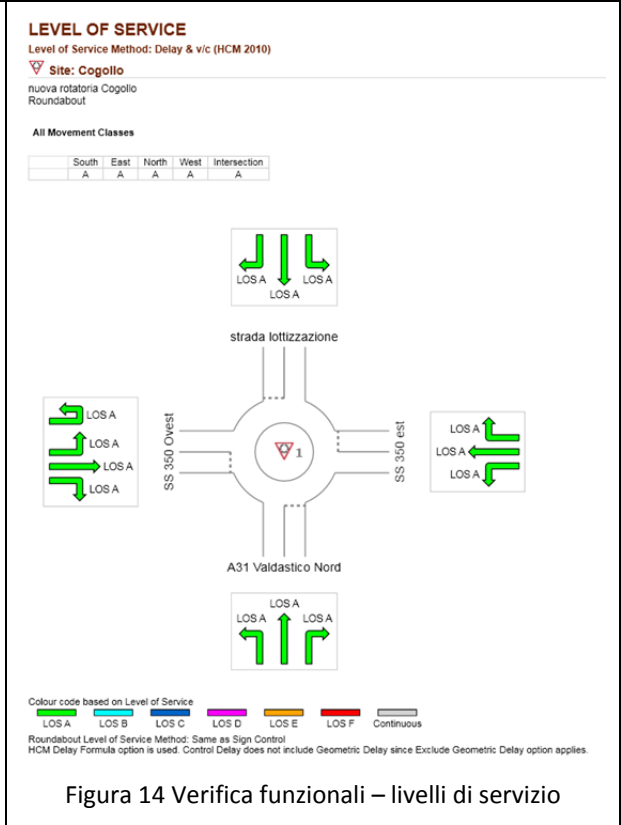 LEVEL OF SERVICE
Level of Service Method: Delay & v/c (HCM 2010)
Site: Cogollo
nuova rotatoria Cogollo
Roundabout
All Movement Classes
South East North West Intersection
A A A A A
LOS A LOS A
LOS A
strada lottizzazione
LOS A
LOS A
LOS A
LOS A
SS 350 Ovest
1
SS 350 est
LOS A
LOS A
LOS A
A31 Valdastico Nord
LOS A
LOS A LOS A
Colour code based on Level of Service
LOS A LOS B LOS C LOS D LOS E LOS F Continuous
Roundabout Level of Service Method: Same as Sign Control
HCM Delay Formula option is used. Control Delay does not include Geometric Delay since Exclude Geometric Delay option applies.
Figura 14 Verifica funzionali – livelli di servizio